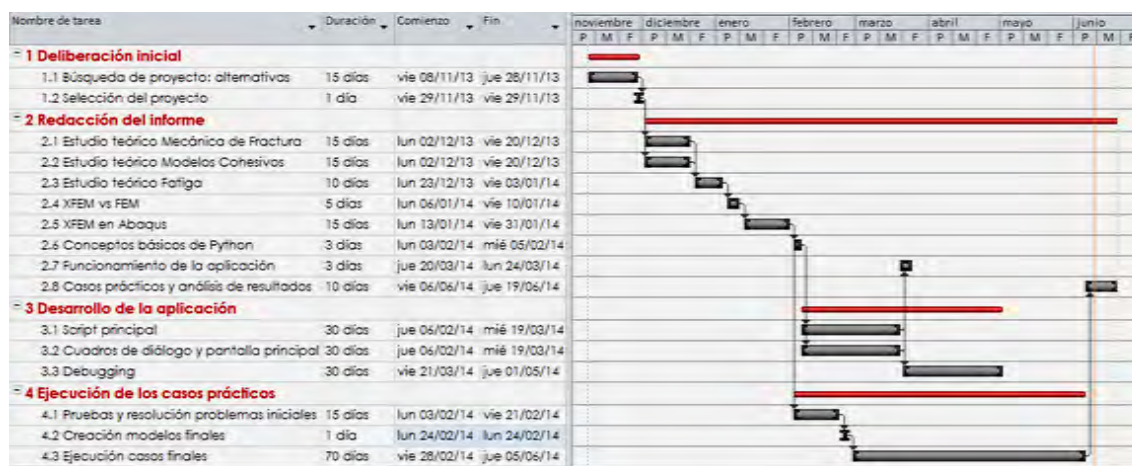 Nombre de tarea Duración Comienzo Fin noviembre diciembre enero febrero marzo abril mayo junio
P M F P M F P M F P M F P M F P M F P M F P M
1 Deliberación inicial
1.1 Búsqueda de proyecto: alternativas 15 días vie 08/11/13 jue 28/11/13
1.2 Selección del proyecto 1 día vie 29/11/13 vie 29/11/13
2 Redacción del informe
2.1 Estudio teórico Mecánica de Fractura 15 días lun 02/12/13 vie 20/12/13
2.2 Estudio teórico Modelos Cohesivos 15 días lun 02/12/13 vie 20/12/13
2.3 Estudio teórico Fatiga 10 días lun 23/12/13 vie 03/01/14
2.4 XFEM vs FEM 5 días lun 06/01/14 vie 10/01/14
2.5 XFEM en Abaqus 15 días lun 13/01/14 vie 31/01/14
2.6 Conceptos básicos de Python 3 días lun 03/02/14 mié 05/02/14
2.7 Funcionamiento de la aplicación 3 días jue 20/03/14 lun 24/03/14
2.8 Casos prácticos y análisis de resultados 10 días vie 06/06/14 jue 19/06/14
3 Desarrollo de la aplicación
3.1 Script principal 30 días jue 06/02/14 mié 19/03/14
3.2 Cuadros de diálogo y pantalla principal 30 días jue 06/02/14 mié 19/03/14
3.3 Debugging 30 días vie 21/03/14 jue 01/05/14
4 Ejecución de los casos prácticos
4.1 Pruebas y resolución problemas iniciales 15 días lun 03/02/14 vie 21/02/14
4.2 Creación modelos finales 1 día lun 24/02/14 lun 24/02/14
4.3 Ejecución casos finales 70 días vie 28/02/14 jue 05/06/14